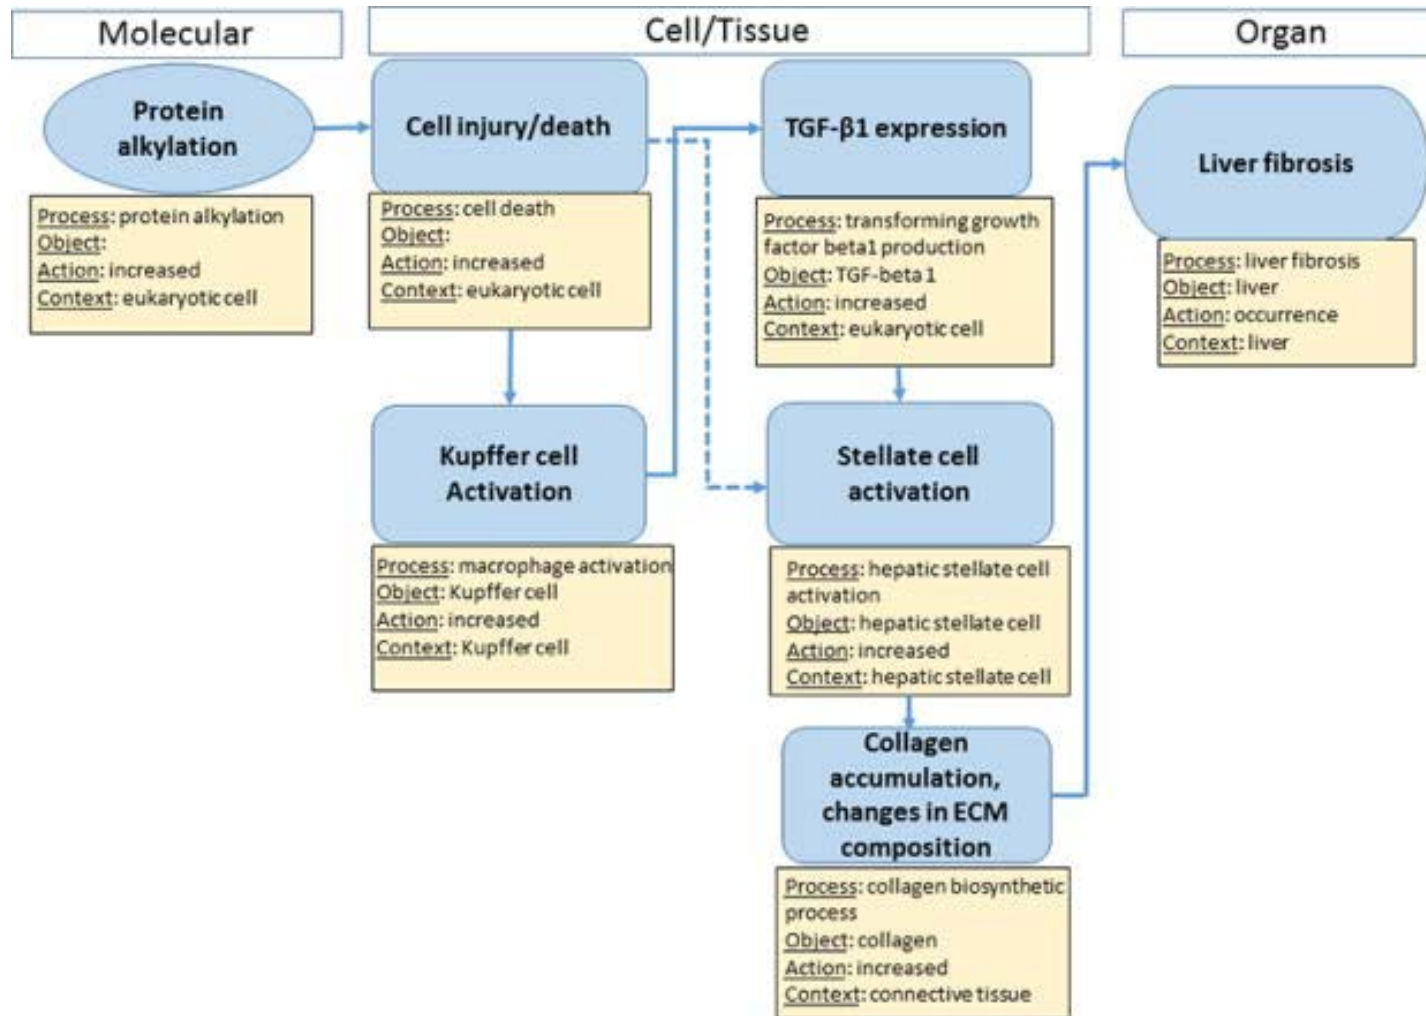 Molecular
Cell/Tissue
Organ
Protein
alkylation
Process: protein alkylation
Object:
Action: increased
Context: eukaryotic cell
Cell injury/death
Process: cell death
Object:
Action: increased
Context: eukaryotic cell
Kupffer cell
Activation
Process: macrophage activation
Object: Kupffer cell
Action: increased
Context: Kupffer cell
TGF-β1 expression
Process: transforming growth
factor beta1 production
Object: TGF-beta 1
Action: increased
Context: eukaryotic cell
Stellate cell
activation
Process: hepatic stellate cell
activation
Object: hepatic stellate cell
Action: increased
Context: hepatic stellate cell
Collagen
accumulation,
changes in ECM
composition
Process: collagen biosynthetic
process
Object: collagen
Action: increased
Context: connective tissue
Liver fibrosis
Process: liver fibrosis
Object: liver
Action: occurrence
Context: liver